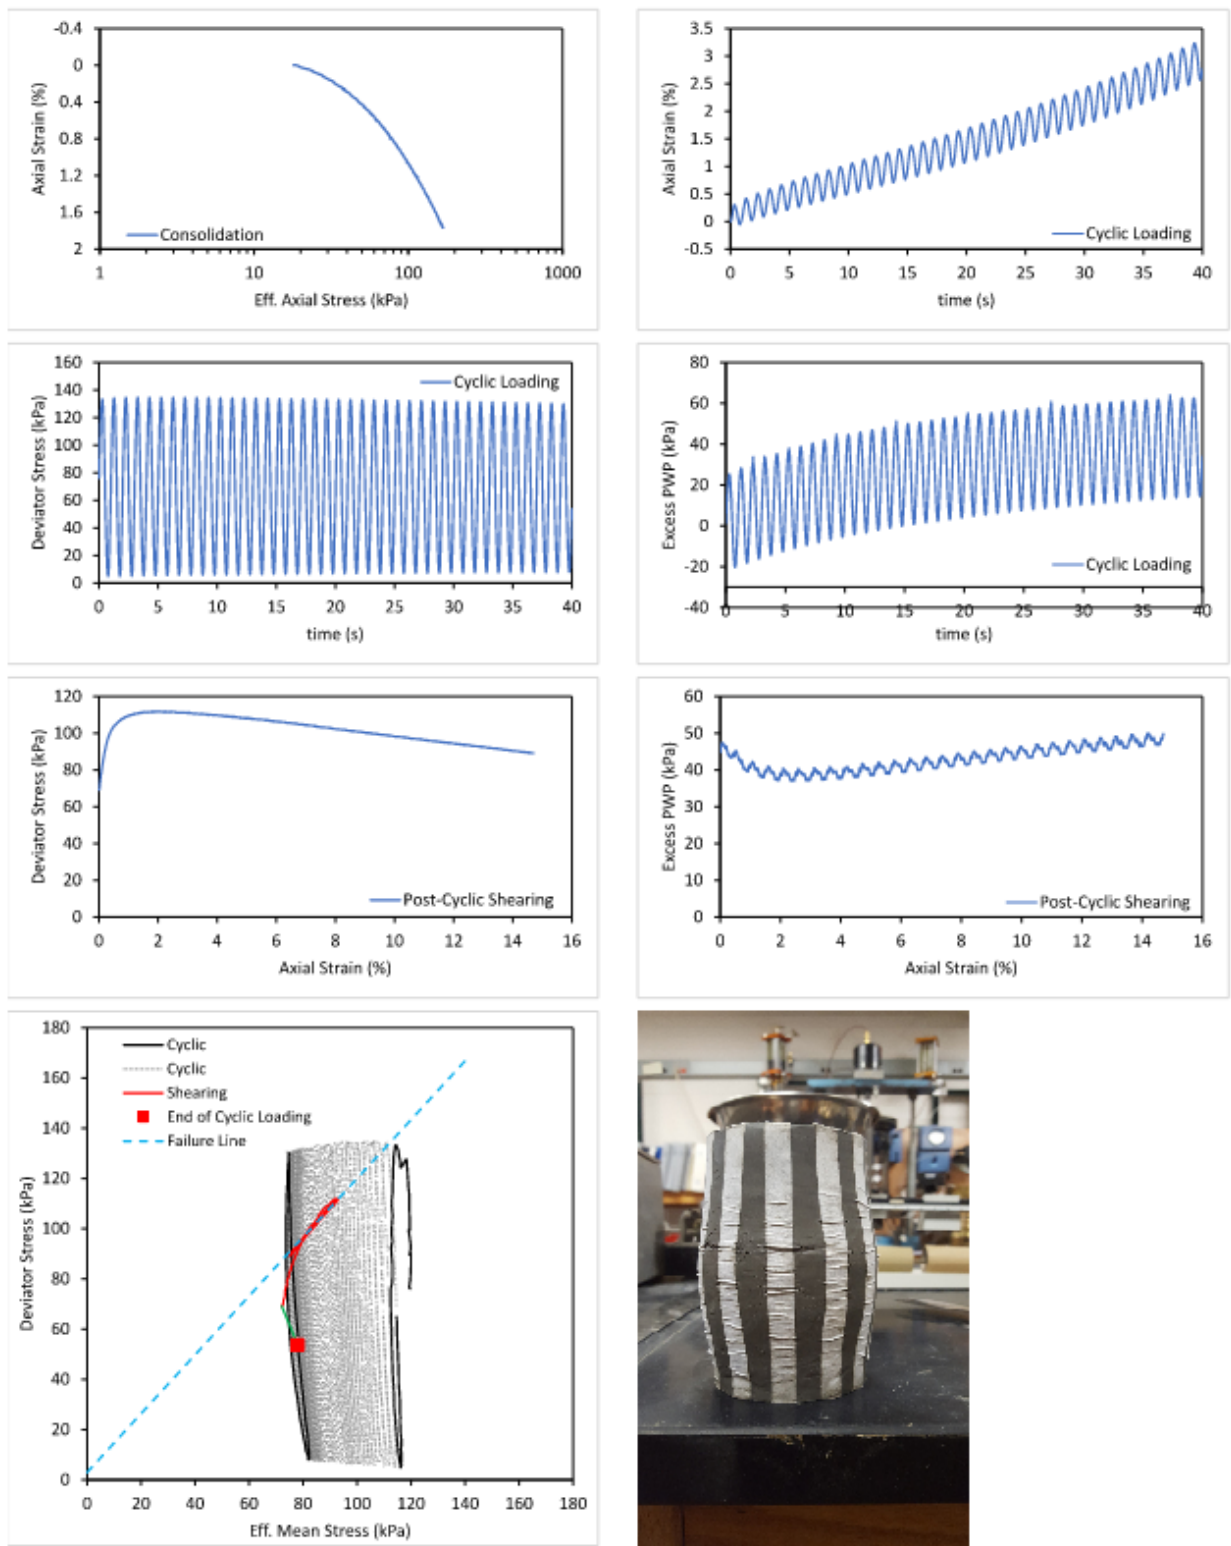 -0.4
0
0.4
0.8
1.2
1.6
2
Axial Strain (%)
Consolidation
1
10
100
1000
Eff. Axial Stress (kPa)
3.5
3
2.5
2
1.5
1
0.5
0
-0.5
Axial Strain (%)
Cyclic Loading
0 5 10 15 20 25 30 35 40
time (s)
160
140
120
100
80
60
40
20
0
Deviator Stress (kPa)
Cyclic Loading
0 5 10 15 20 25 30 35 40
time (s)
80
60
40
20
0
-20
-40
Excess PWP (kPa)
Cyclic Loading
0 5 10 15 20 25 30 35 40
time (s)
120
100
80
60
40
20
0
Deviator Stress (kPa)
Post-Cyclic Shearing
0 2 4 6 8 10 12 14 16
Axial Strain (%)
60
50
40
30
20
10
0
Excess PWP (kPa)
Post-Cyclic Shearing
0 2 4 6 8 10 12 14 16
Axial Strain (%)
180
160
140
120
100
80
60
40
20
0
Deviator Stress (kPa)
Cyclic
Cyclic
Shearing
End of Cyclic Loading
Failure Line
0 20 40 60 80 100 120 140 160 180
Eff. Mean Stress (kPa)